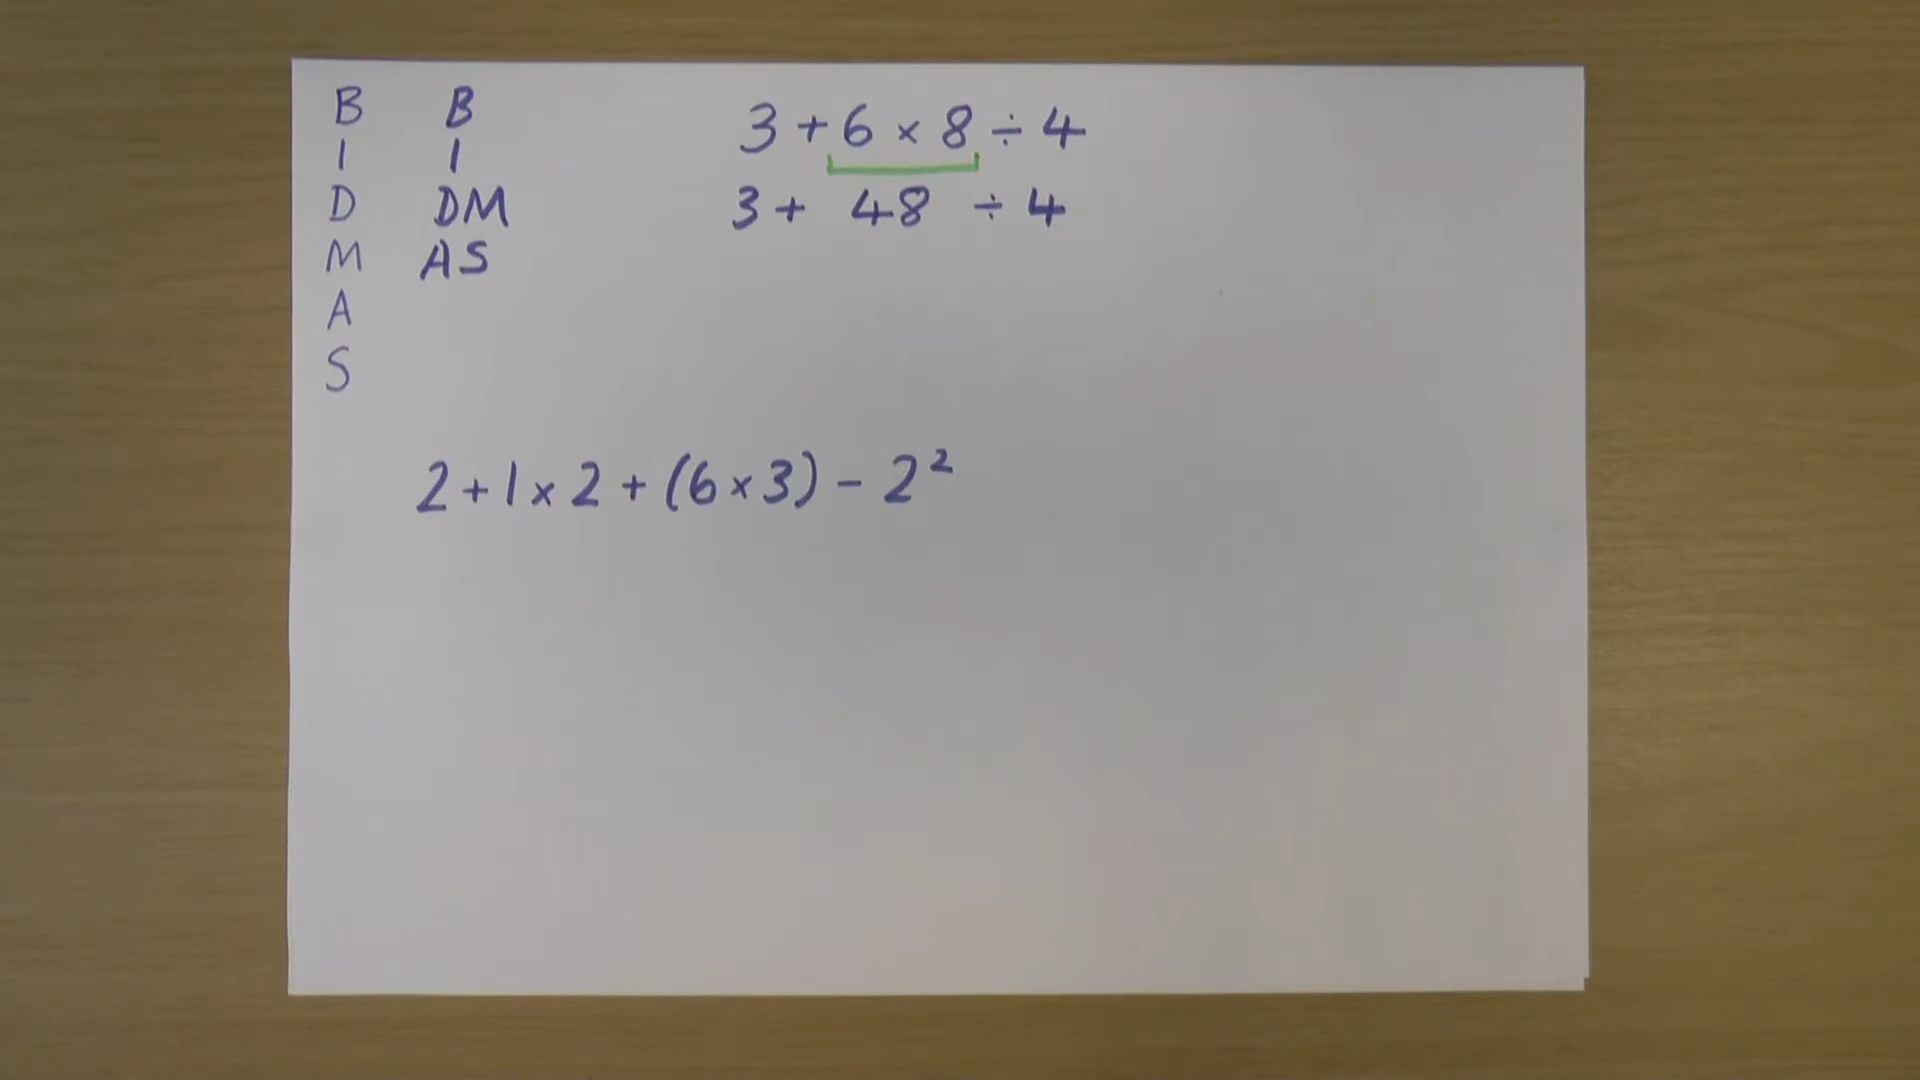 B
I
D
M
A
S
B
I
DM
AS
3 + 6 × 8 ÷ 4
3 + 48 ÷ 4
2 + 1 × 2 + (6 × 3) - 2²